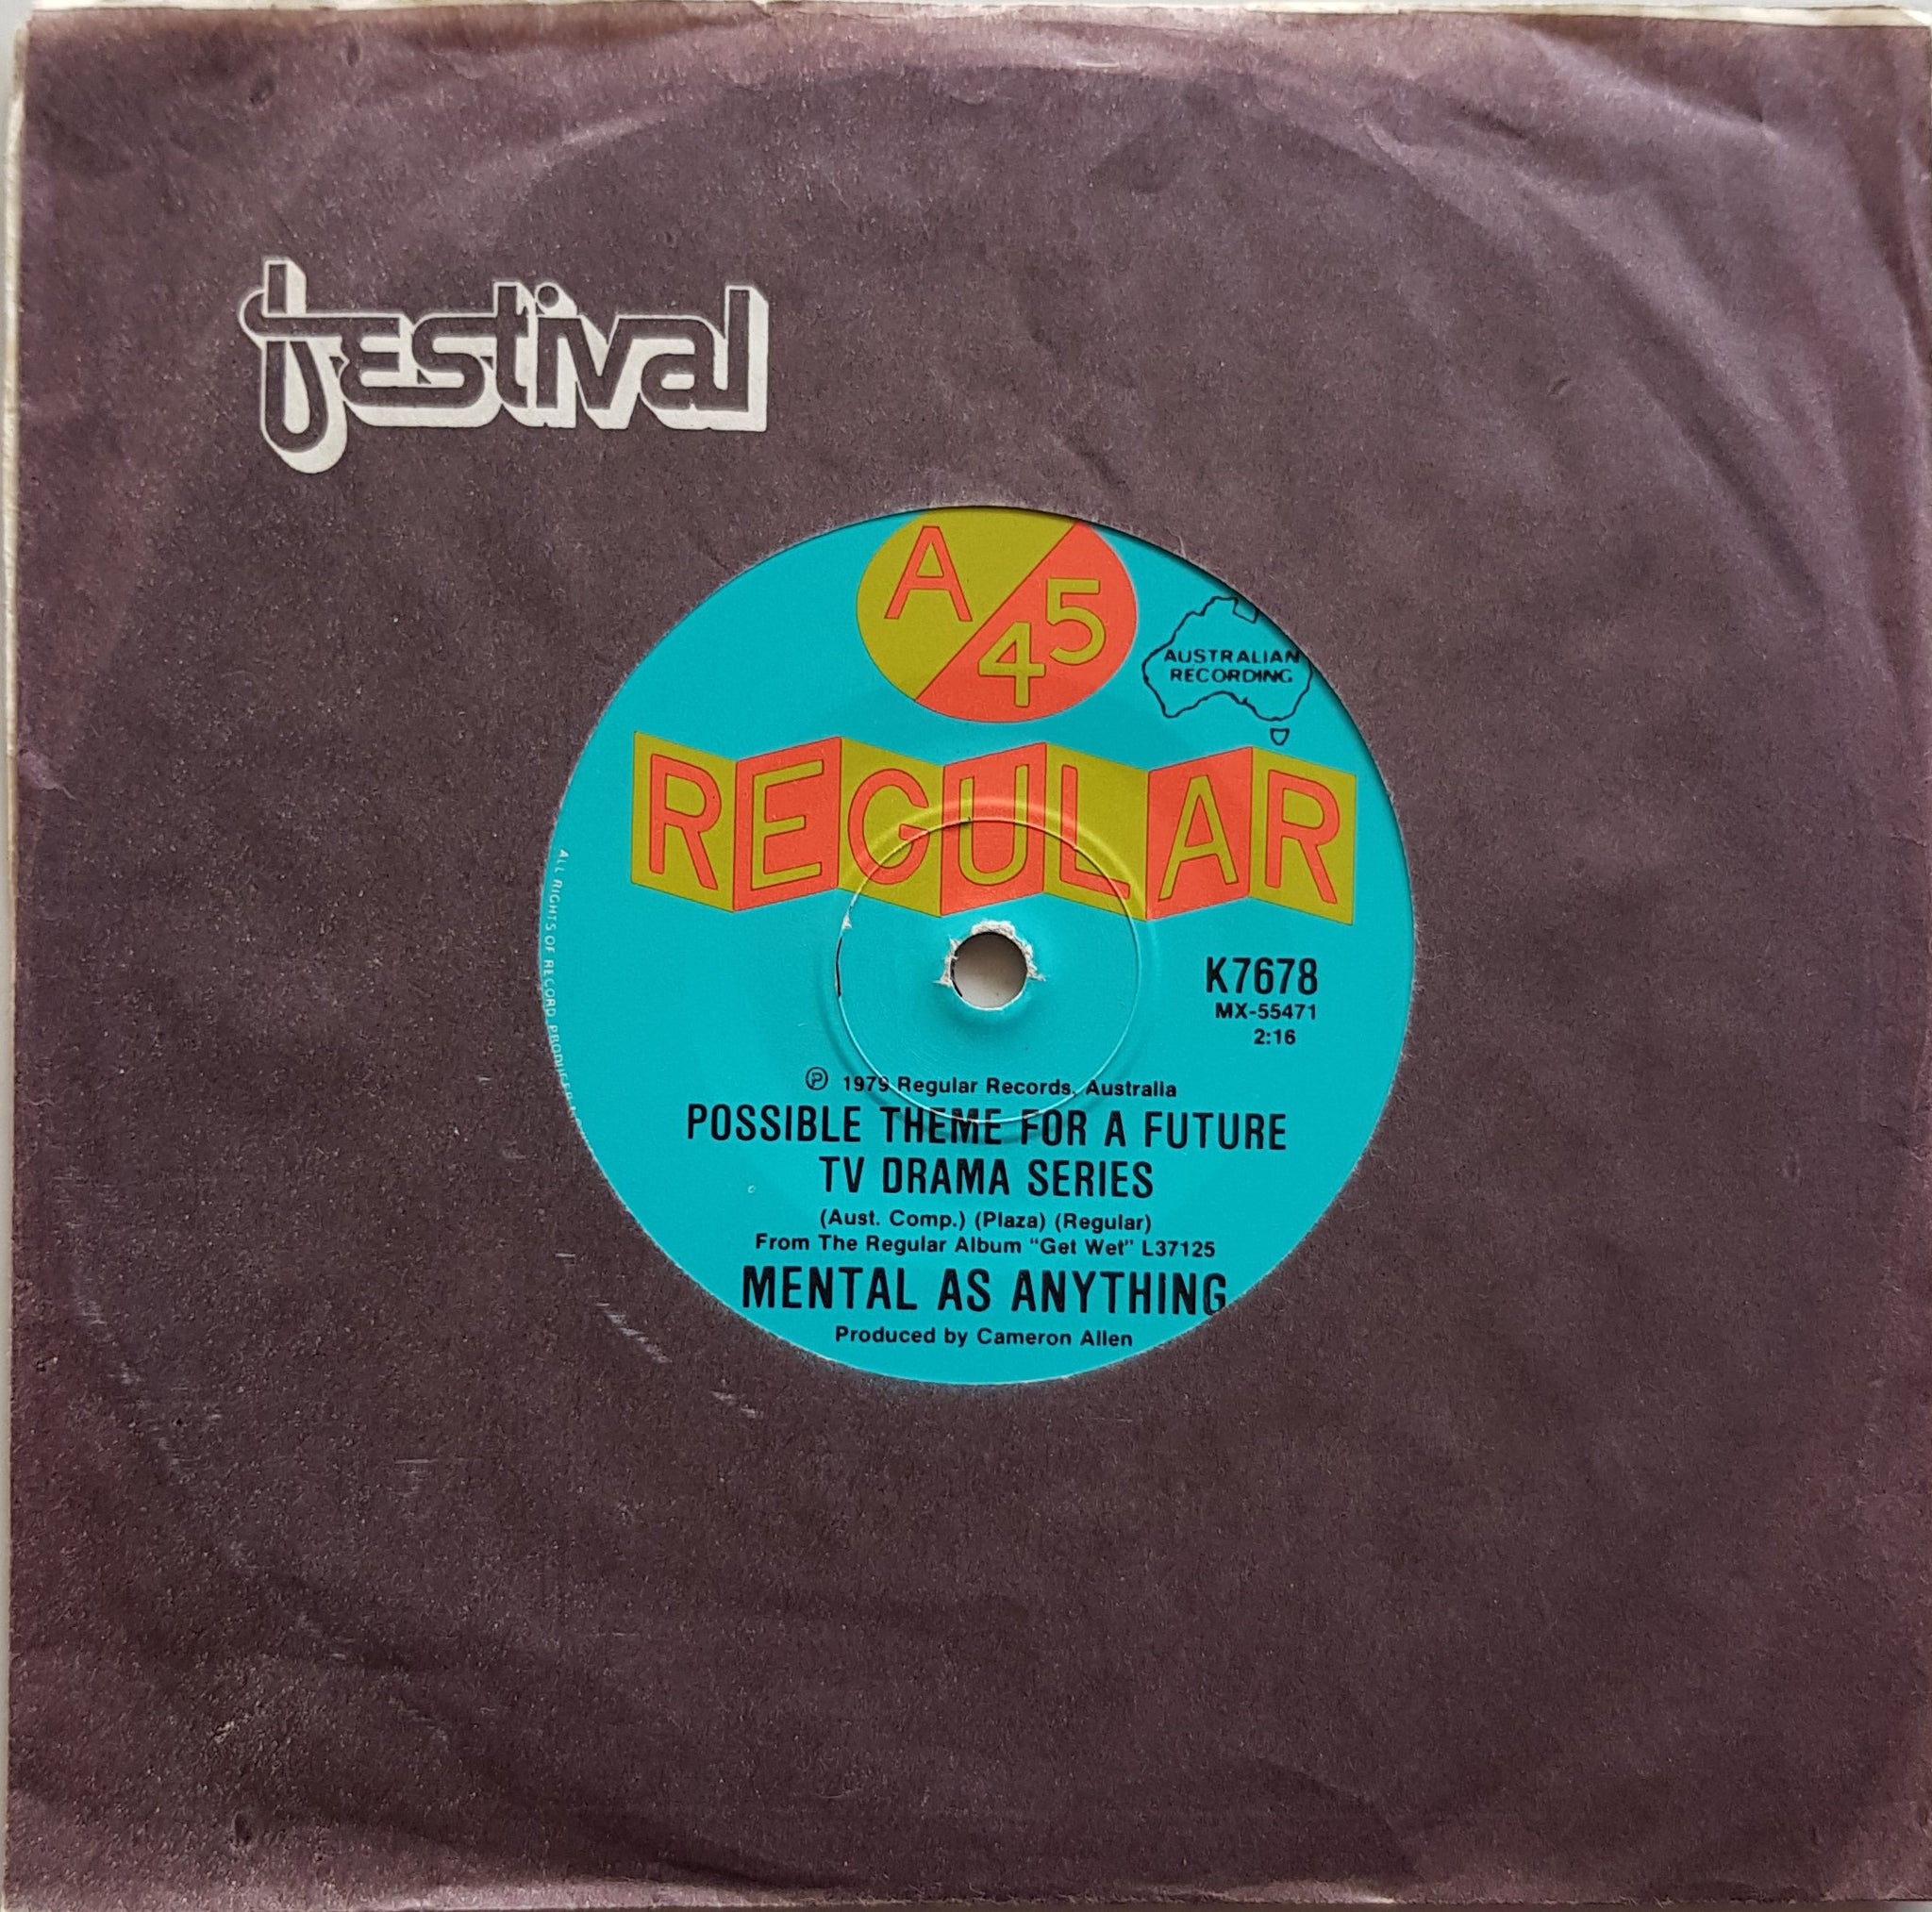 festival
A
45
AUSTRALIAN
RECORDING
REGULAR
K7678
MX-55471
2:16
ALL RIGHTS OF RECORD PRODUCER
℗ 1979 Regular Records, Australia
POSSIBLE THEME FOR A FUTURE
TV DRAMA SERIES
(Aust. Comp.) (Plaza) (Regular)
From The Regular Album "Get Wet" L37125
MENTAL AS ANYTHING
Produced by Cameron Allen